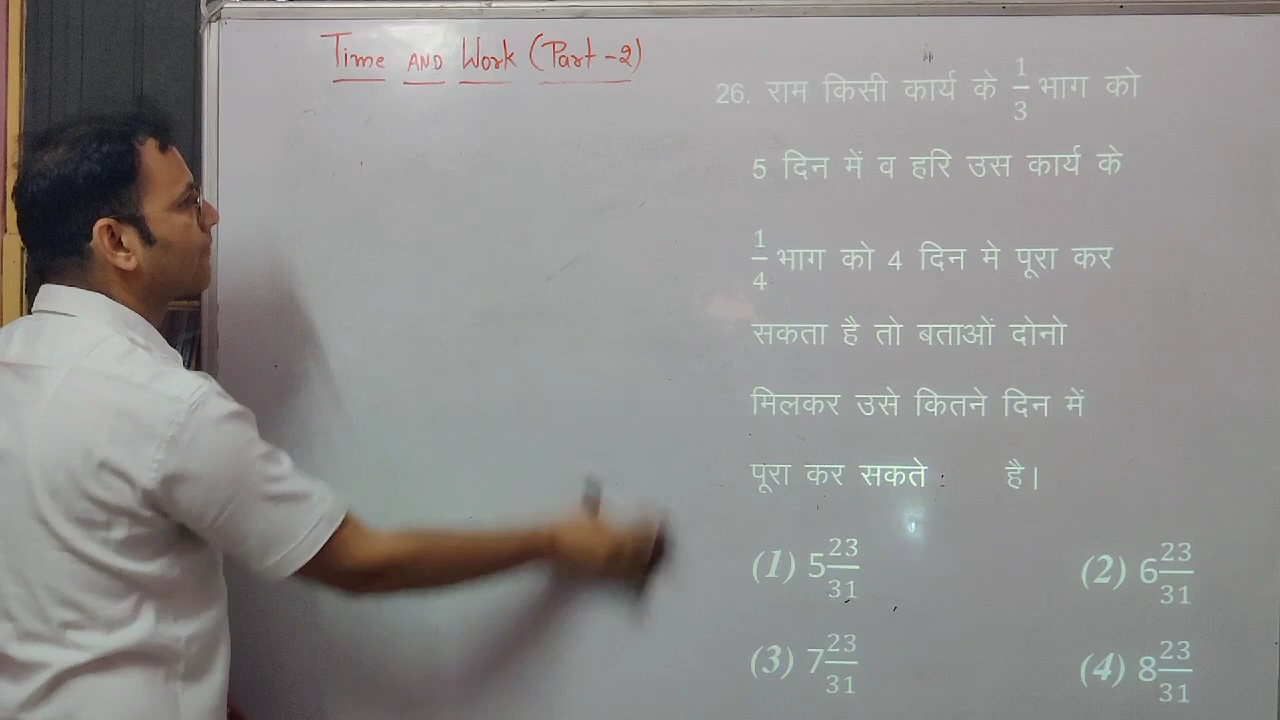 Time AND Work (Part -2)
26. राम किसी कार्य के 1/3 भाग को
5 दिन में व हरि उस कार्य के
1/4 भाग को 4 दिन मे पूरा कर
सकता है तो बताओं दोनो
मिलकर उसे कितने दिन में
पूरा कर सकते है।
(1) 5 23/31 (2) 6 23/31
(3) 7 23/31 (4) 8 23/31